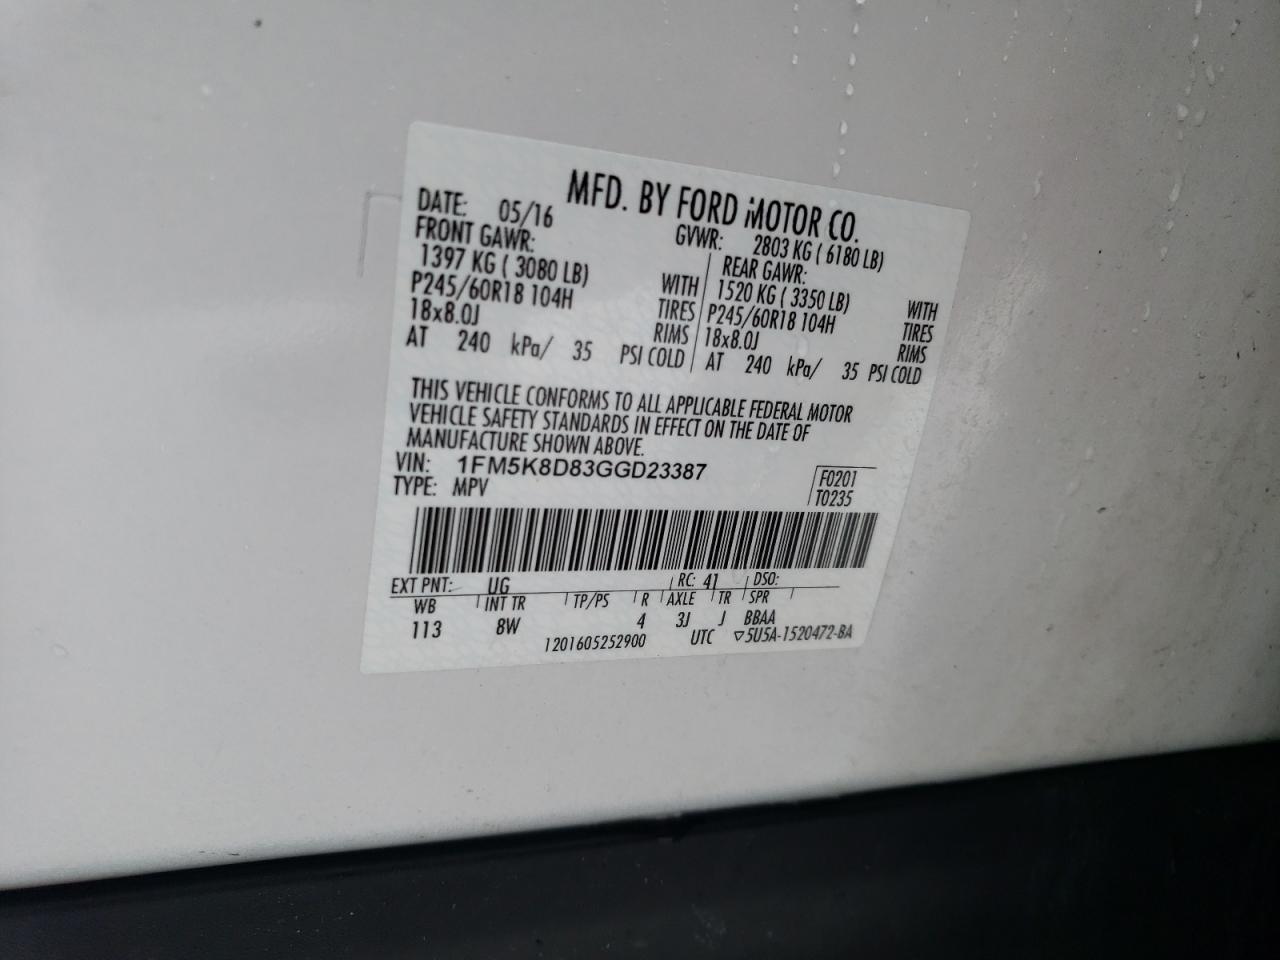 MFD. BY FORD MOTOR CO.
DATE: 05/16 GVWR: 2803 KG ( 6180 LB)
FRONT GAWR: REAR GAWR:
1397 KG ( 3080 LB) WITH 1520 KG ( 3350 LB) WITH
P245/60R18 104H TIRES P245/60R18 104H TIRES
18x8.0J RIMS 18x8.0J RIMS
AT 240 kPa/ 35 PSI COLD AT 240 kPa/ 35 PSI COLD
THIS VEHICLE CONFORMS TO ALL APPLICABLE FEDERAL MOTOR
VEHICLE SAFETY STANDARDS IN EFFECT ON THE DATE OF
MANUFACTURE SHOWN ABOVE.
VIN: 1FM5K8D83GGD23387 F0201
TYPE: MPV T0235
EXT PNT: UG RC: 41 DSO:
WB INT TR TP/PS R AXLE TR SPR
113 8W 4 3J J BBAA
1201605252900 UTC ▽5U5A-1520472-BA